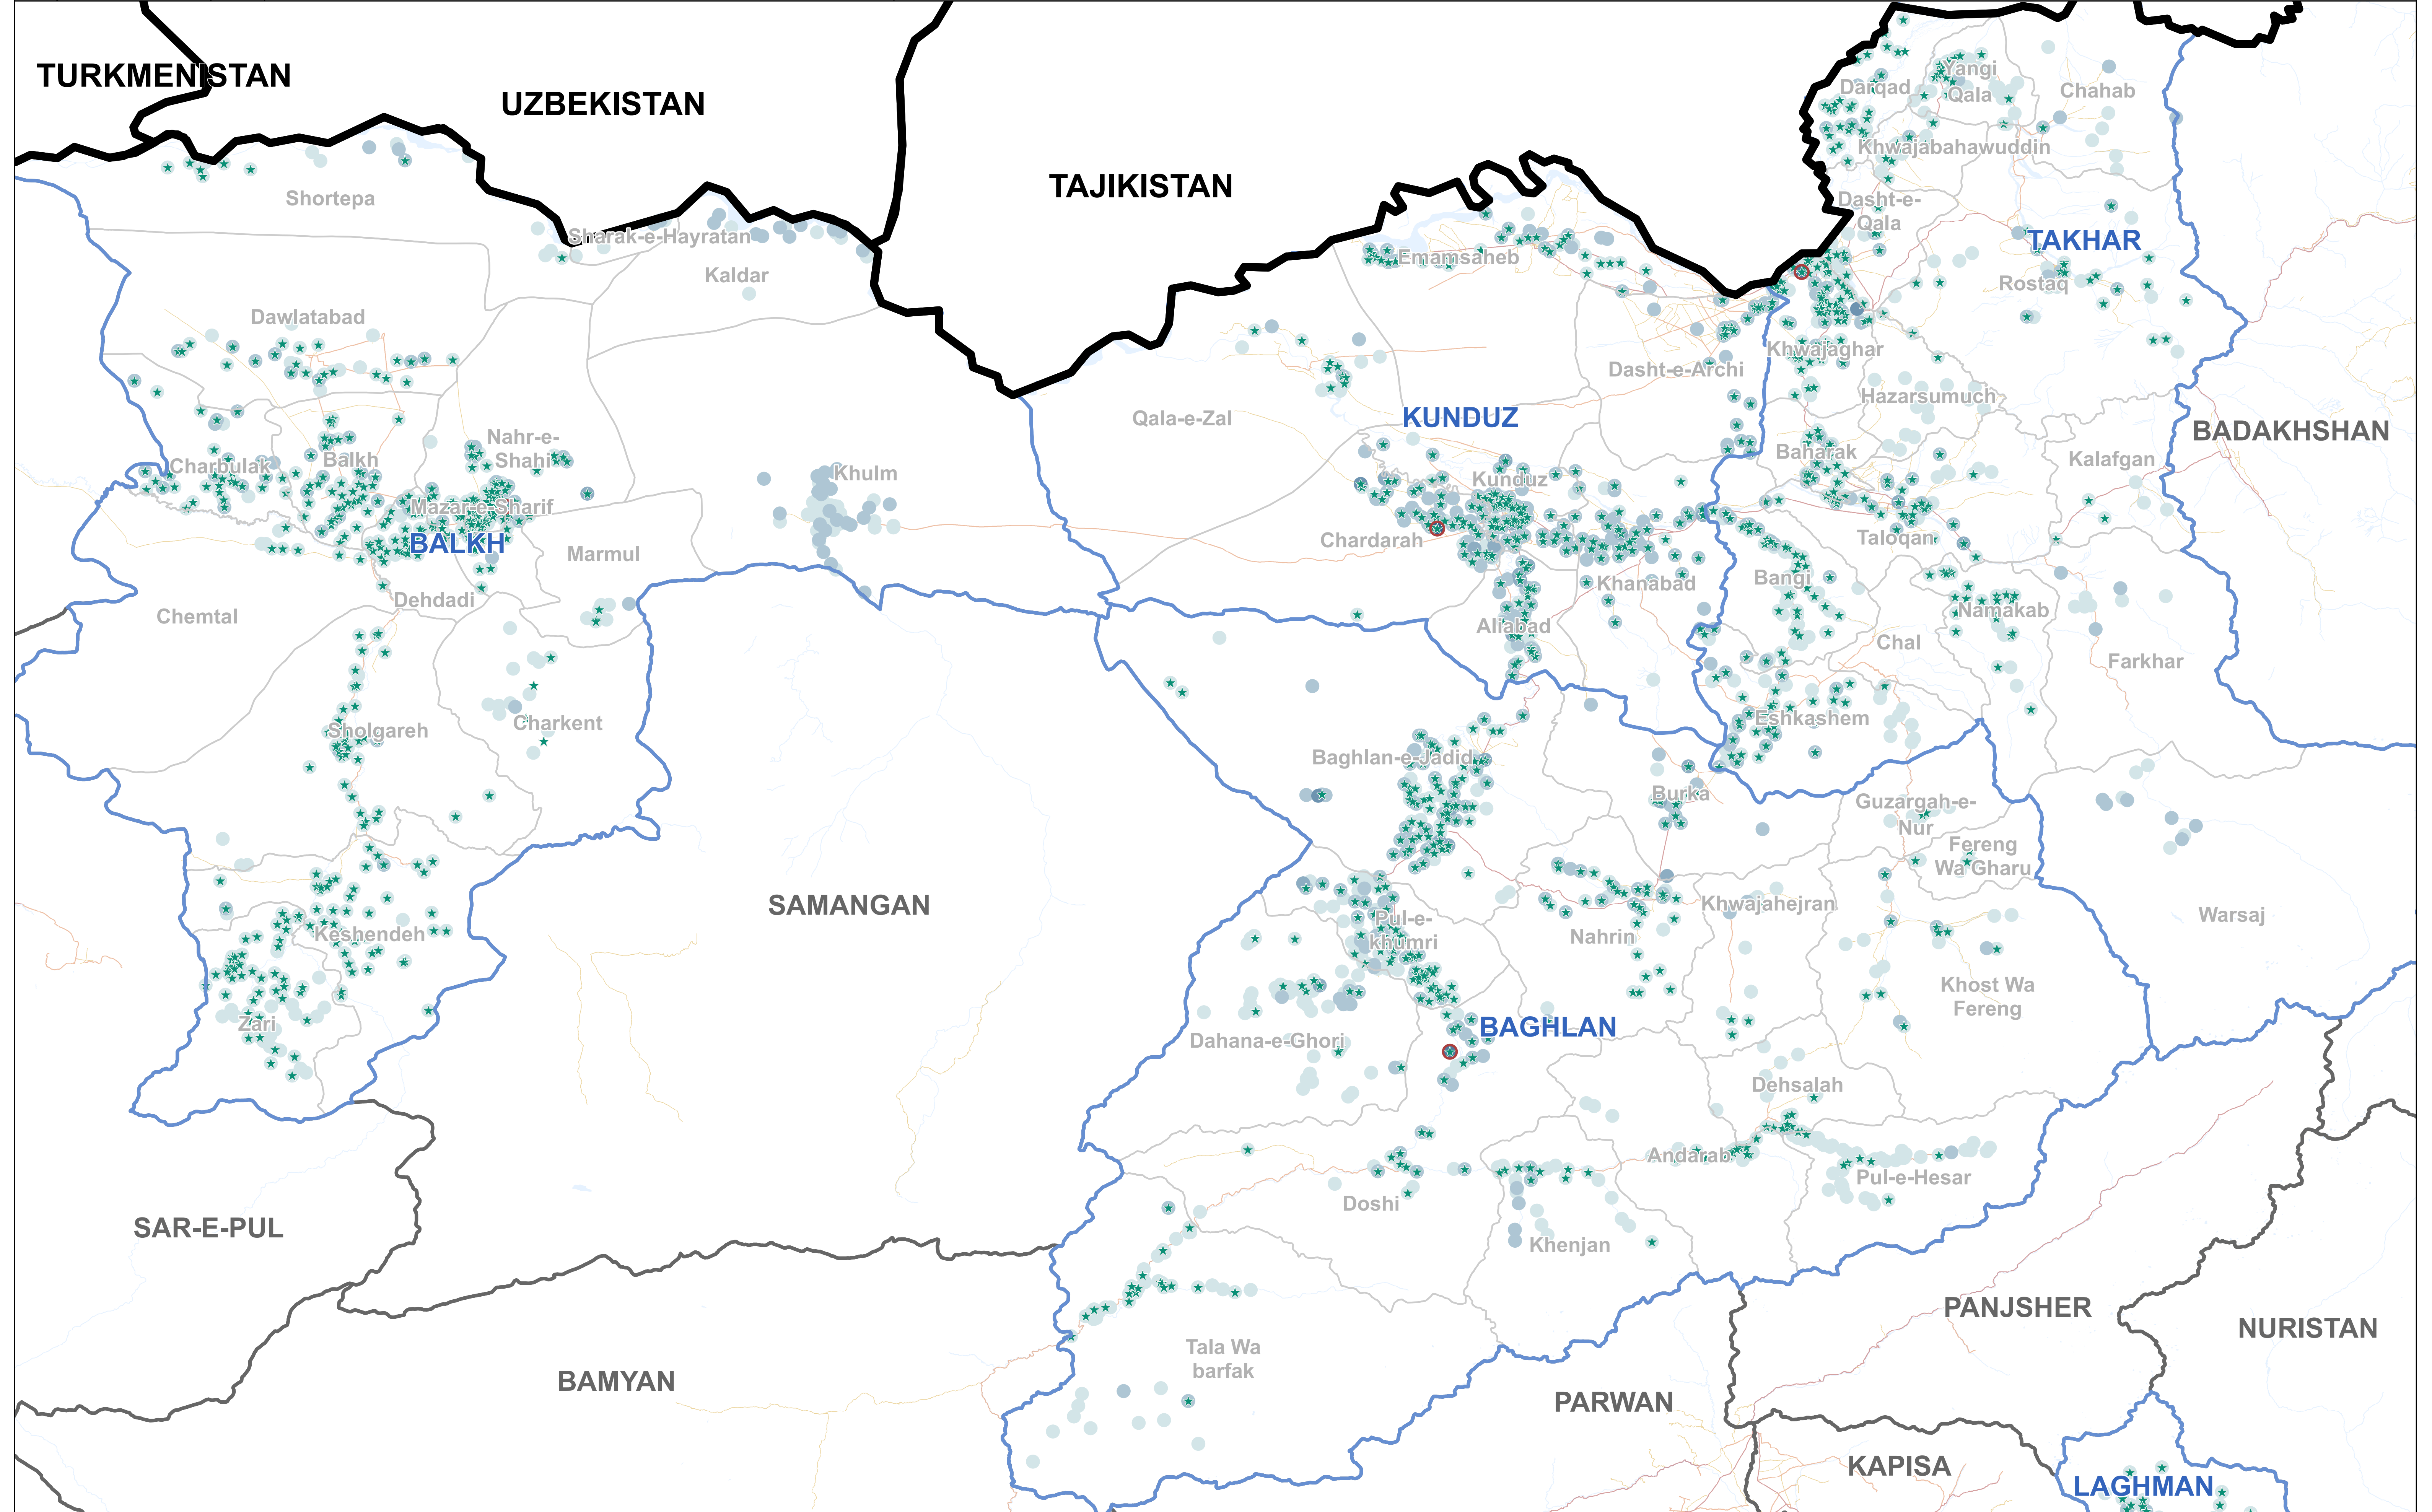 TURKMENISTAN
UZBEKISTAN
TAJIKISTAN
Darqad
Yangi
Qala
Chahab
Khwajabahawuddin
Shortepa
Dasht-e-
Qala
Sharak-e-Hayratan
TAKHAR
Kaldar
Emamsaheb
Rostaq
Dawlatabad
Khwajaghar
Dasht-e-Archi
Hazarsumuch
Qala-e-Zal
KUNDUZ
BADAKHSHAN
Nahr-e-
Shahi
Charbulak
Balkh
Khulm
Baharak
Kalafgan
Kunduz
Mazar-e-Sharif
BALKH
Marmul
Chardarah
Taloqan
Bangi
Khanabad
Dehdadi
Chemtal
Namakab
Aliabad
Chal
Farkhar
Sholgareh
Charkent
Eshkashem
Baghlan-e-Jadid
Burka
Guzargah-e-
Nur
Fereng
Wa Gharu
SAMANGAN
Khwajahejran
Pul-e-
khumri
Nahrin
Warsaj
Keshendeh
Khost Wa
Fereng
Zari
BAGHLAN
Dahana-e-Ghori
Dehsalah
Andarab
Pul-e-Hesar
Doshi
SAR-E-PUL
Khenjan
PANJSHER
NURISTAN
Tala Wa
barfak
BAMYAN
PARWAN
KAPISA
LAGHMAN